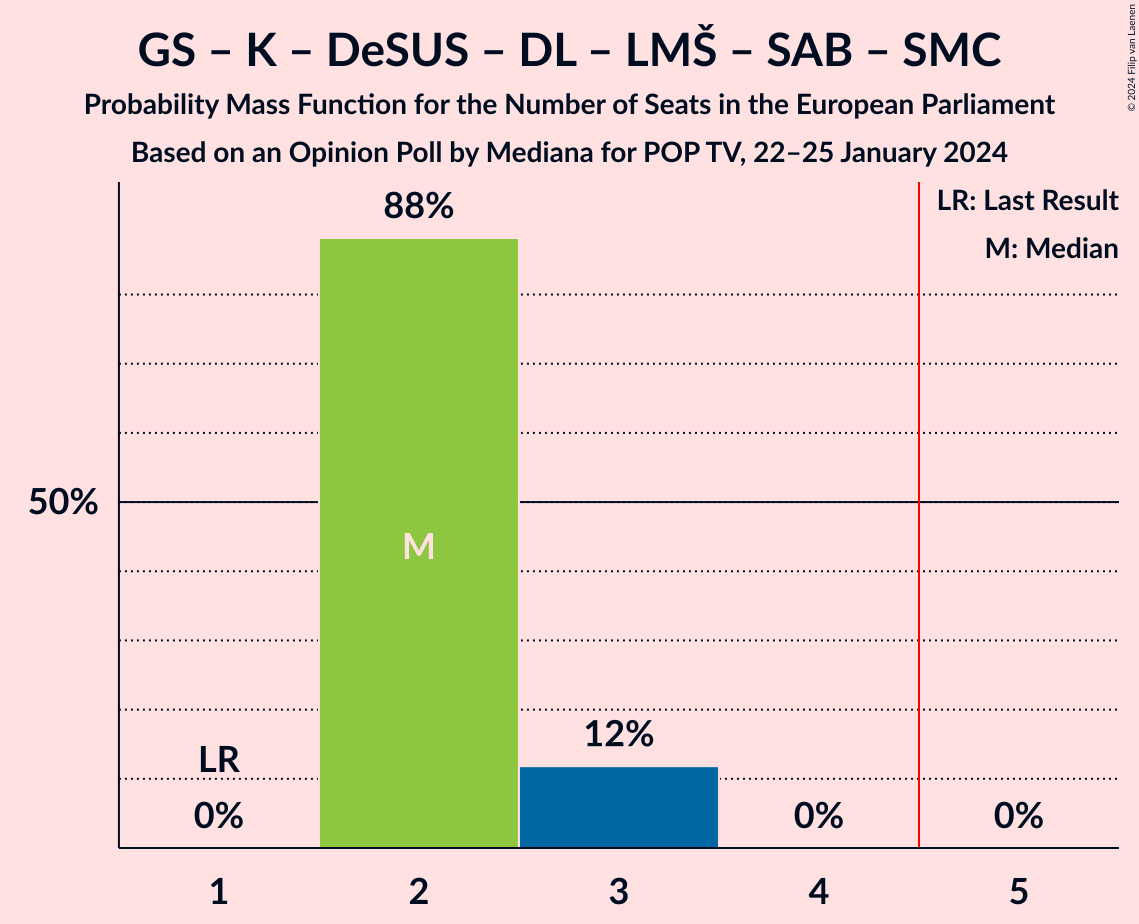 GS – K – DeSUS – DL – LMŠ – SAB – SMC
Probability Mass Function for the Number of Seats in the European Parliament
Based on an Opinion Poll by Mediana for POP TV, 22–25 January 2024
© 2024 Filip van Laenen
LR: Last Result
M: Median
88%
50%
M
12%
LR
0%
0%
0%
1
2
3
4
5